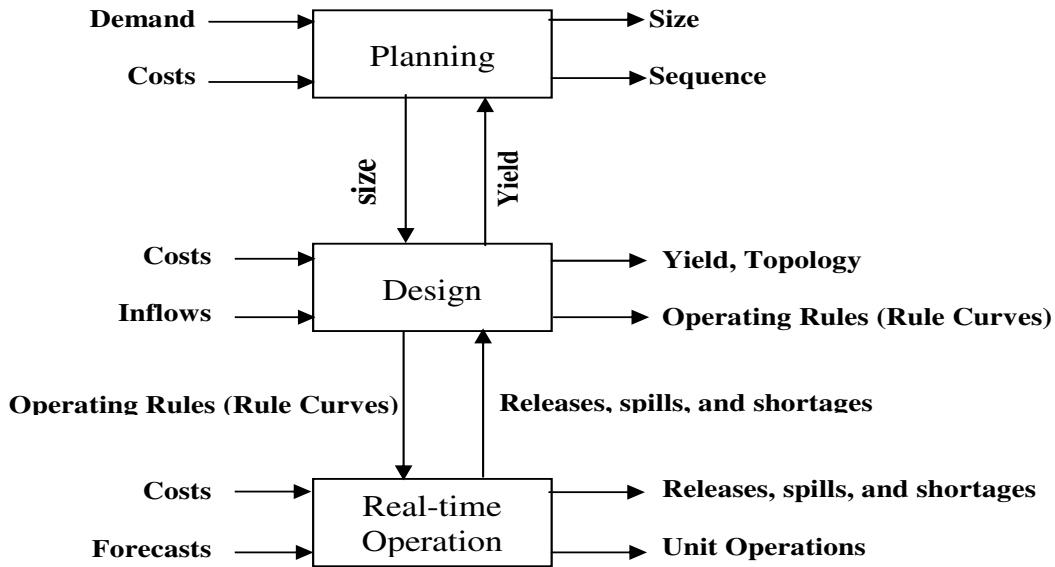 Demand
Size
Planning
Costs
Sequence
size
Yield
Costs
Yield, Topology
Design
Inflows
Operating Rules (Rule Curves)
Operating Rules (Rule Curves)
Releases, spills, and shortages
Costs
Real-time
Releases, spills, and shortages
Operation
Forecasts
Unit Operations